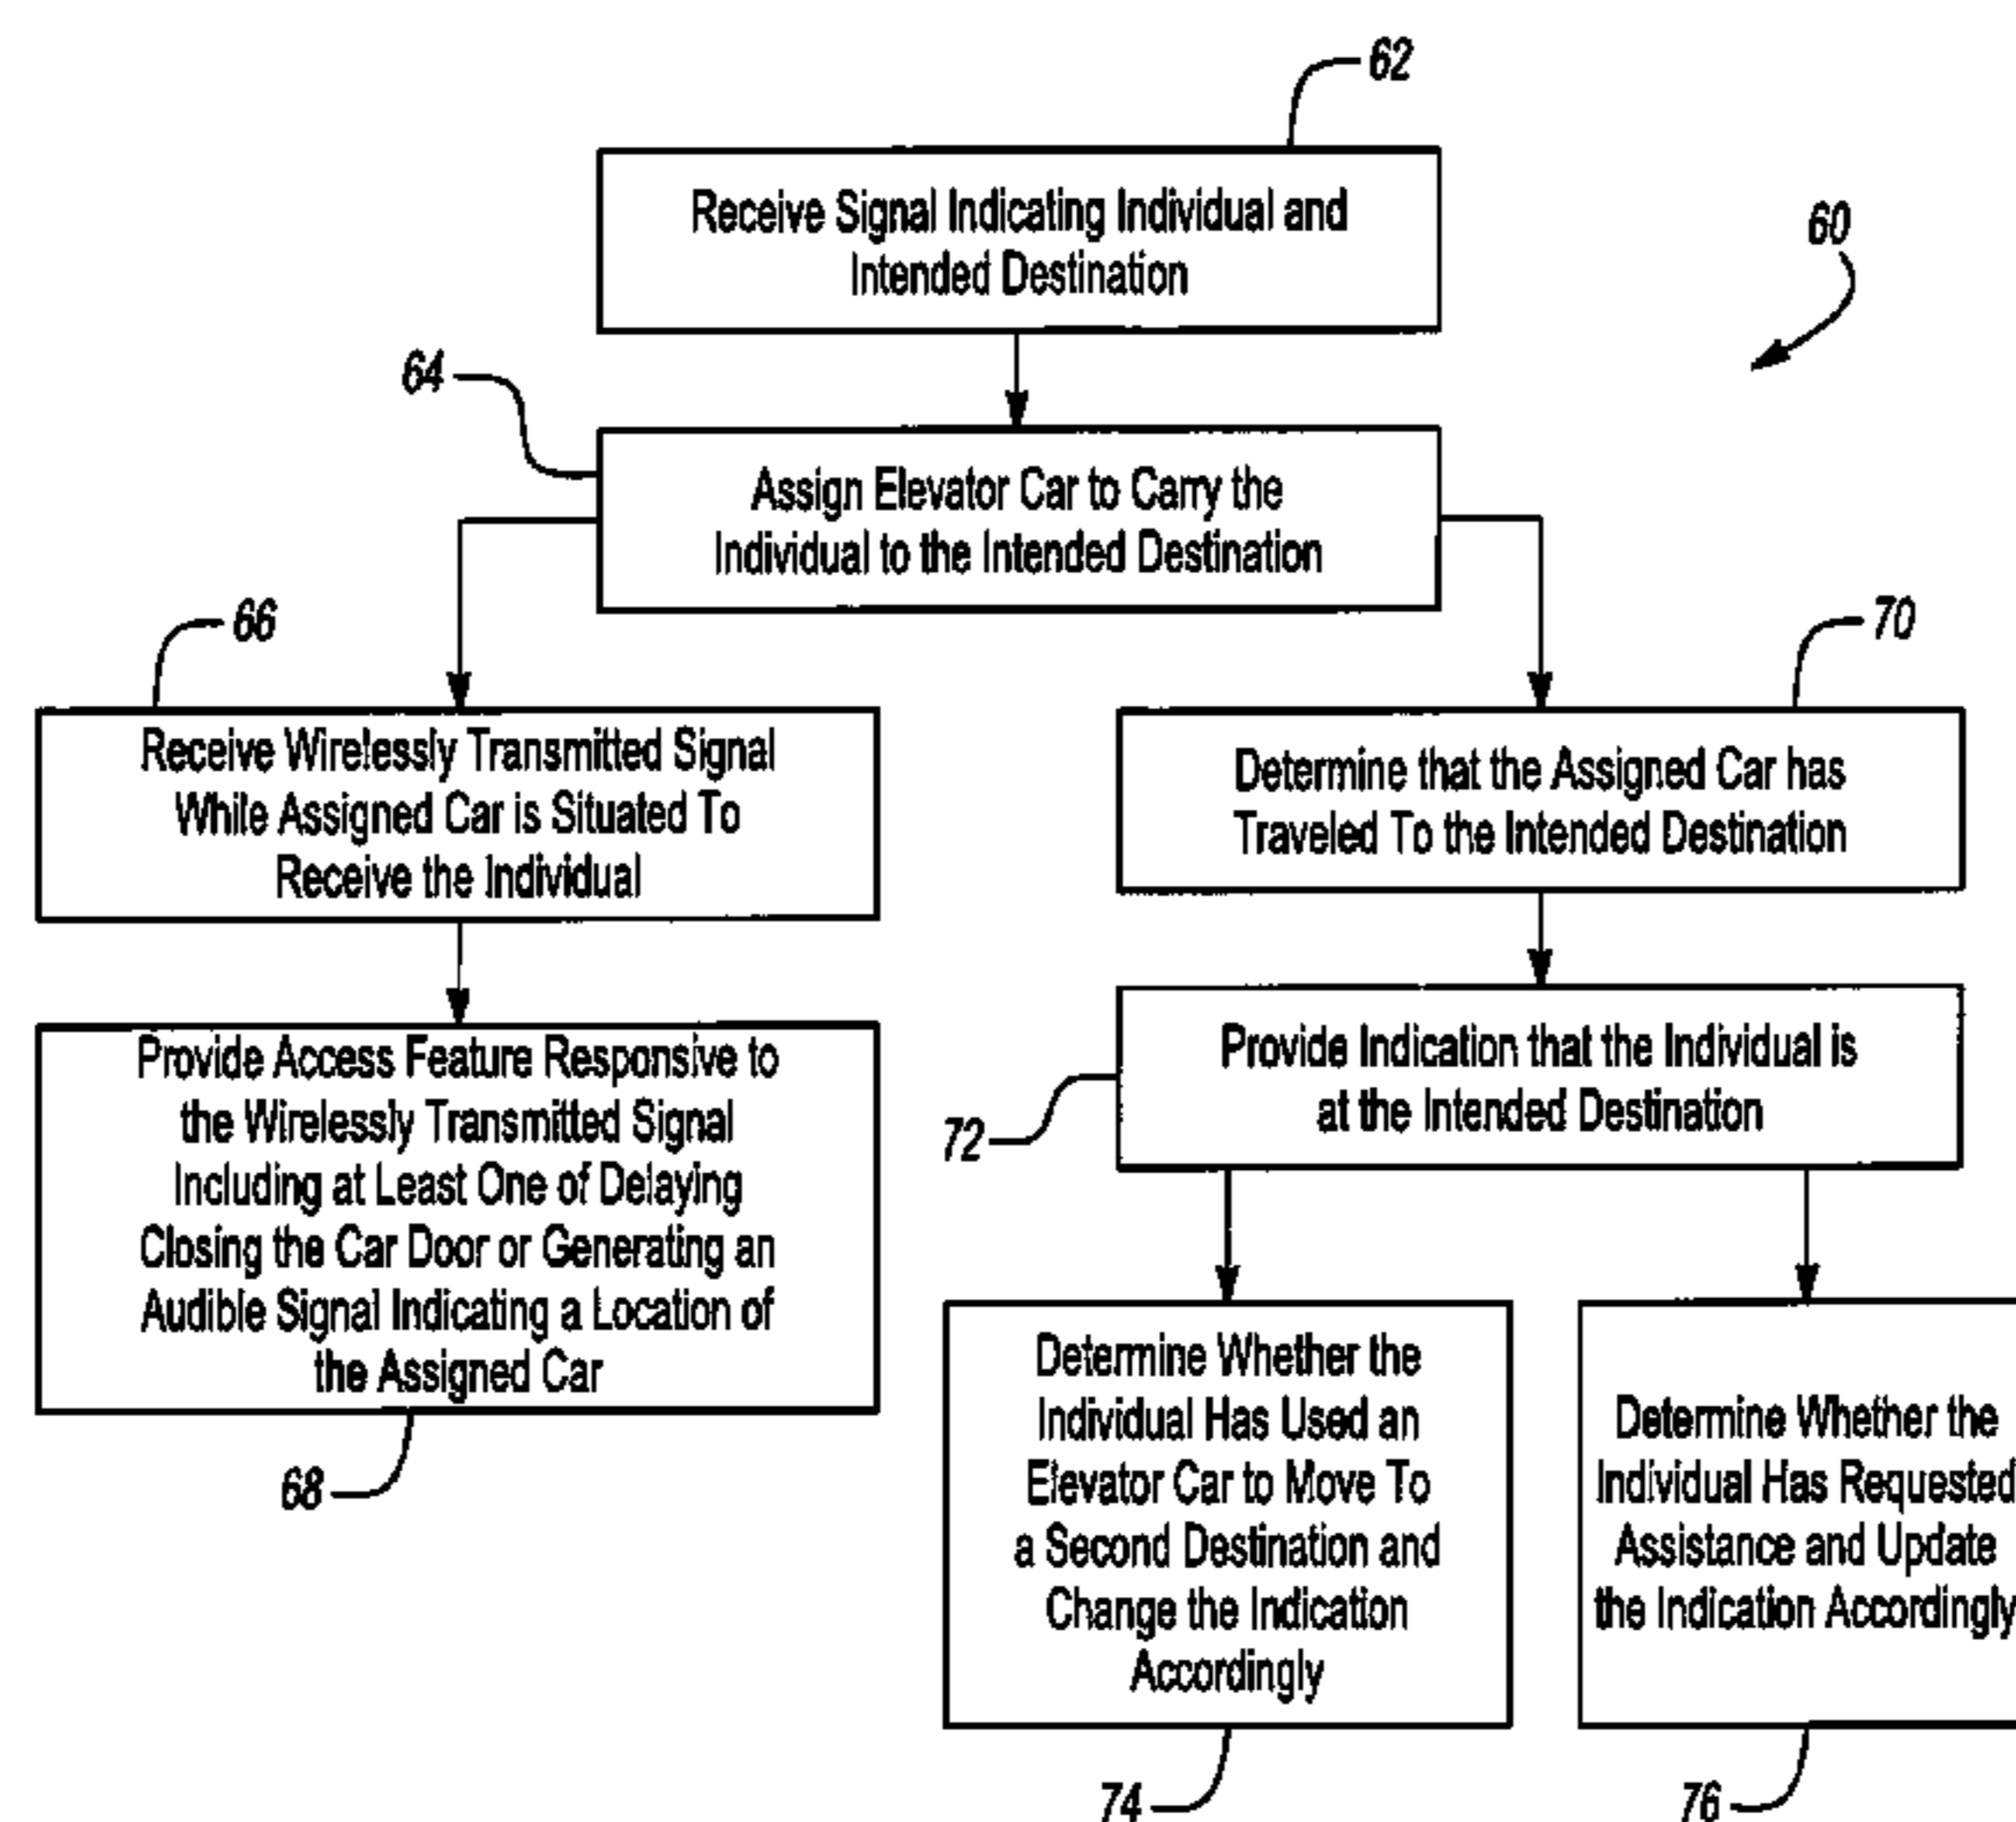 62
Receive Signal Indicating Individual and
Intended Destination
60
64
Assign Elevator Car to Carry the
Individual to the Intended Destination
66
Receive Wirelessly Transmitted Signal
While Assigned Car is Situated To
Receive the Individual
70
Determine that the Assigned Car has
Traveled To the Intended Destination
Provide Access Feature Responsive to
the Wirelessly Transmitted Signal
Including at Least One of Delaying
Closing the Car Door or Generating an
Audible Signal Indicating a Location of
the Assigned Car
68
Provide Indication that the Individual is
at the Intended Destination
72
Determine Whether the
Individual Has Used an
Elevator Car to Move To
a Second Destination and
Change the Indication
Accordingly
74
Determine Whether the
Individual Has Requested
Assistance and Update
the Indication Accordingly
76